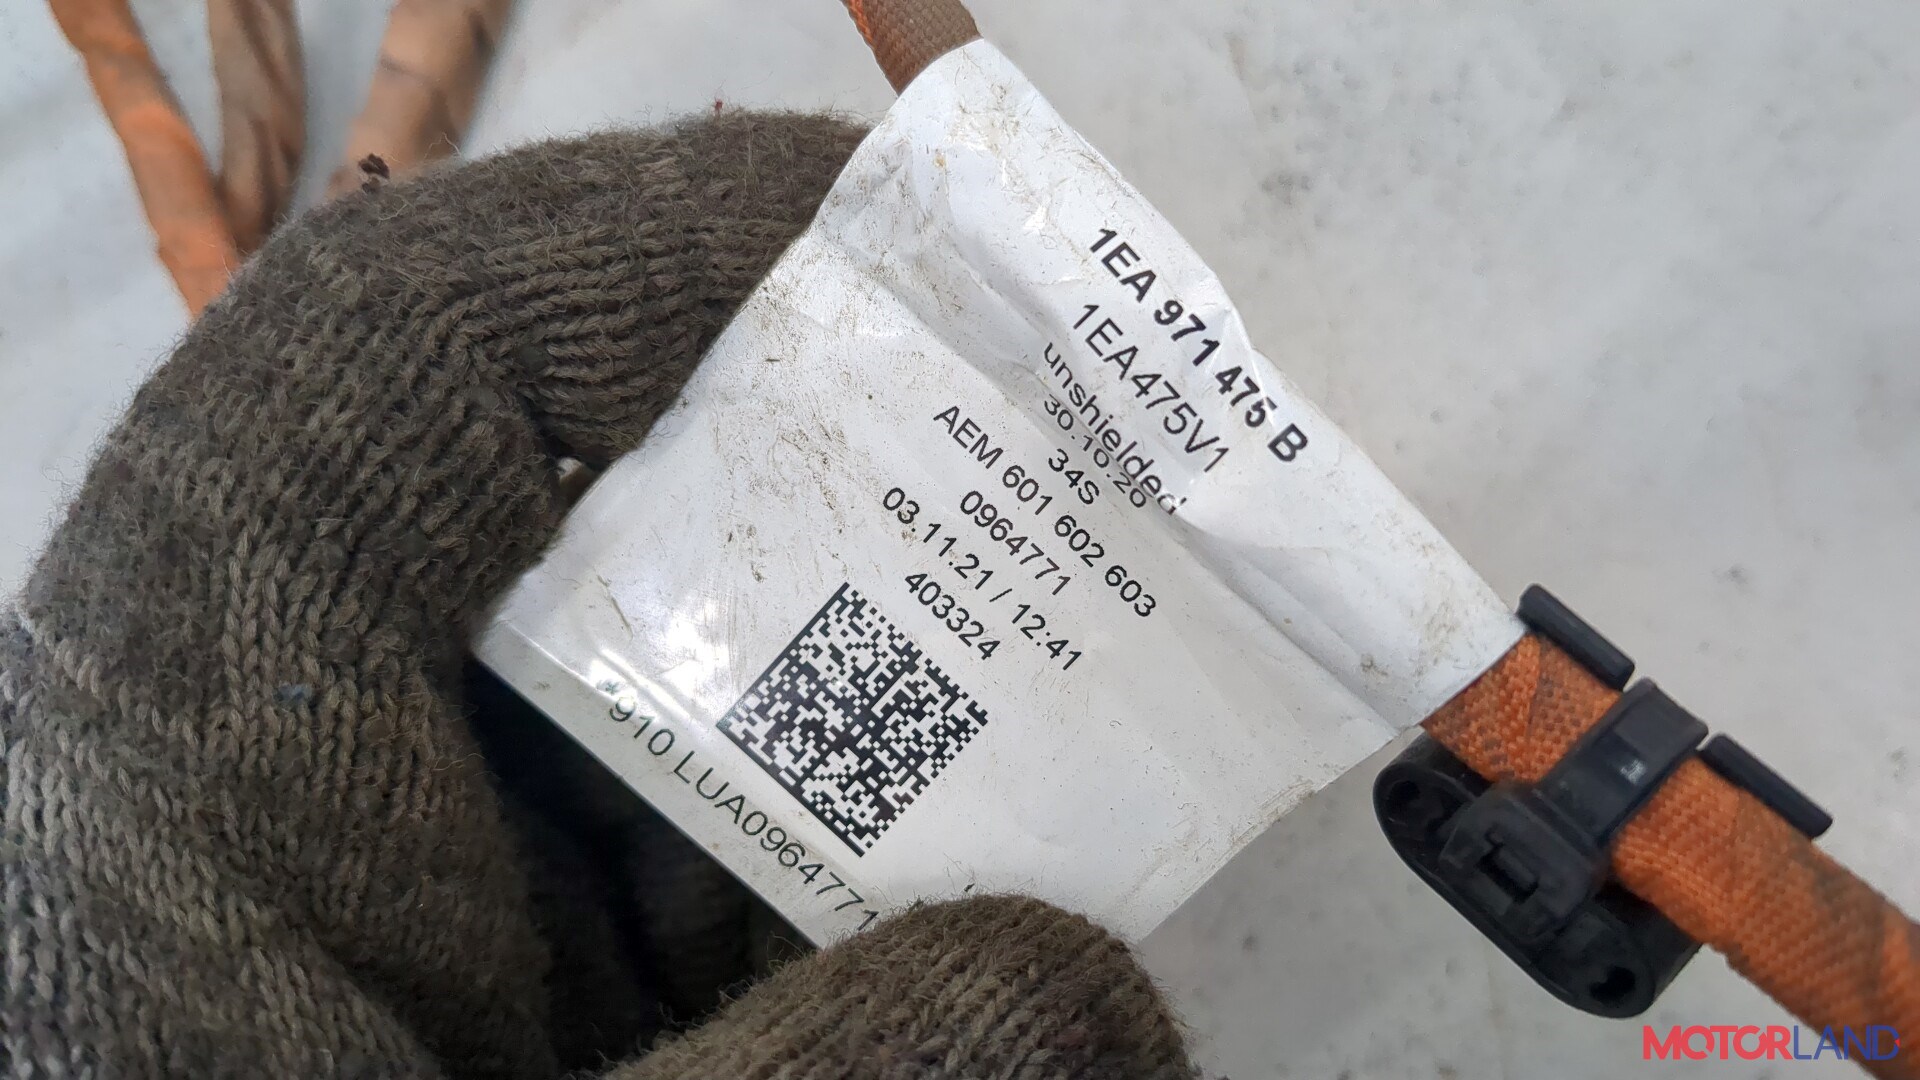 1EA 971 475 B
1EA475V1
unshielded
30.10.20
34S
AEM 601 602 603
0964771
03.11.21 / 12:41
403324
*910 LUA0964771
MOTORLAND